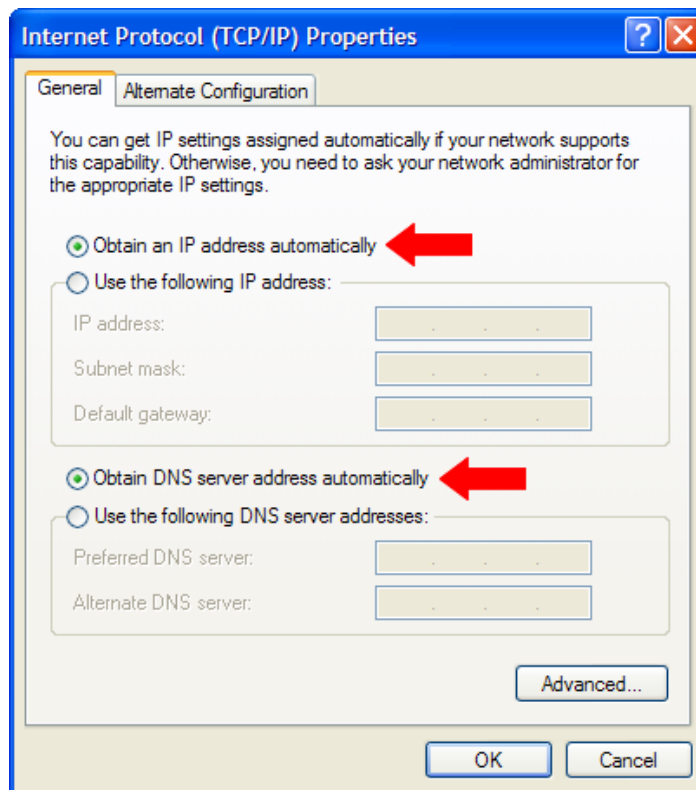 Internet Protocol (TCP/IP) Properties
General
Alternate Configuration
You can get IP settings assigned automatically if your network supports
this capability. Otherwise, you need to ask your network administrator for
the appropriate IP settings.
Obtain an IP address automatically
Use the following IP address:
IP address:
Subnet mask:
Default gateway:
Obtain DNS server address automatically
Use the following DNS server addresses:
Preferred DNS server:
Alternate DNS server:
Advanced...
OK
Cancel